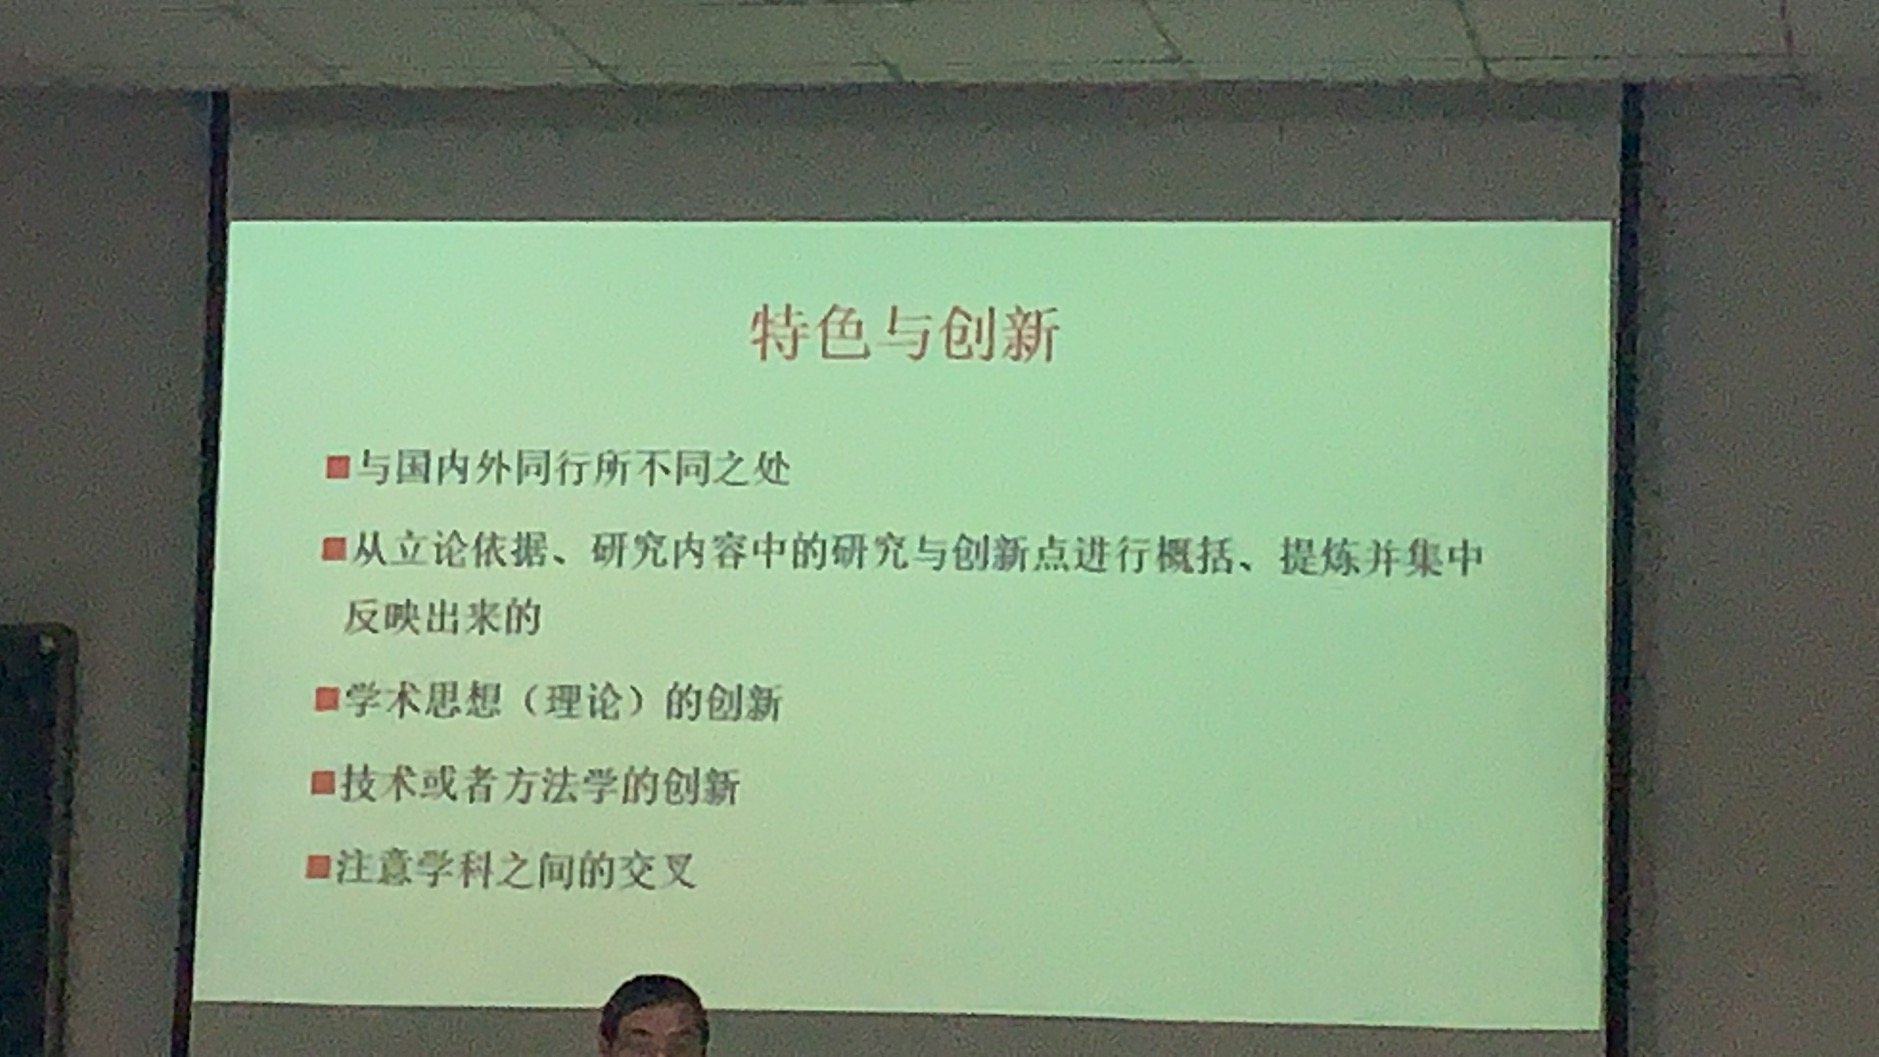 特色与创新
■与国内外同行所不同之处
■从立论依据、研究内容中的研究与创新点进行概括、提炼并集中
反映出来的
■学术思想（理论）的创新
■技术或者方法学的创新
■注意学科之间的交叉